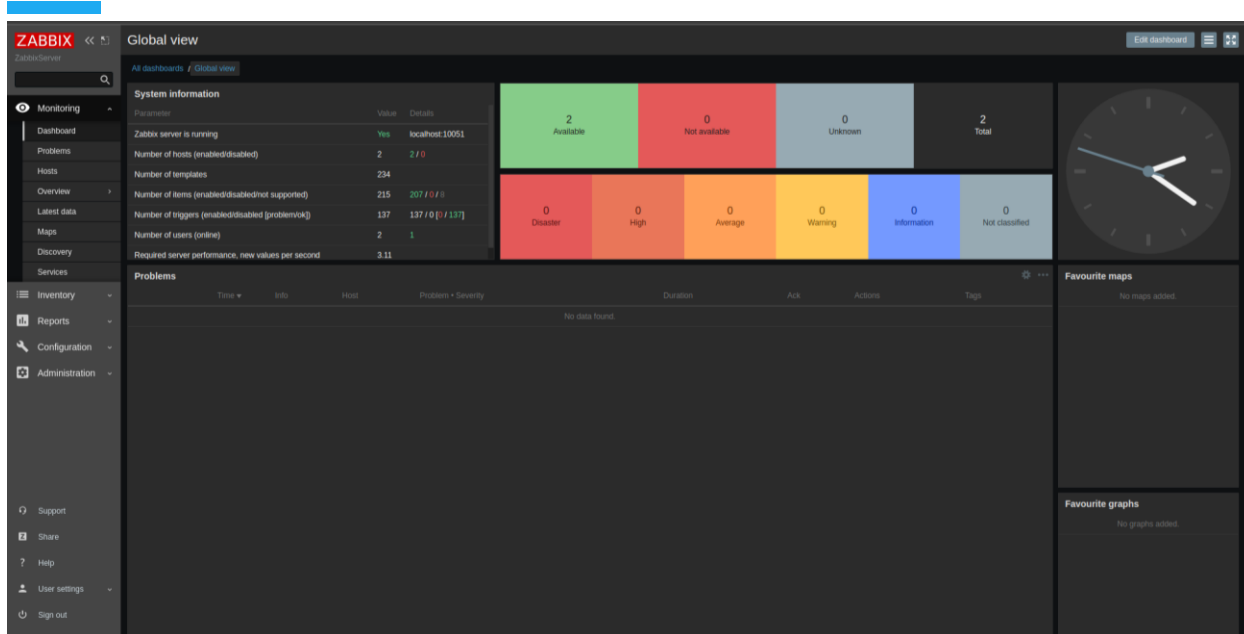 ZABBIX
ZabbixServer
Monitoring
Dashboard
Problems
Hosts
Overview
Latest data
Maps
Discovery
Services
Inventory
Reports
Configuration
Administration
Support
Share
Help
User settings
Sign out
Global view
Edit dashboard
All dashboards / Global view
System information
Parameter Value Details
Zabbix server is running Yes localhost:10051
Number of hosts (enabled/disabled) 2 2 / 0
Number of templates 234
Number of items (enabled/disabled/not supported) 215 207 / 0 / 8
Number of triggers (enabled/disabled [problem/ok]) 137 137 / 0 [0 / 137]
Number of users (online) 2 1
Required server performance, new values per second 3.11
2 Available
0 Not available
0 Unknown
2 Total
0 Disaster
0 High
0 Average
0 Warning
0 Information
0 Not classified
Problems
Time Info Host Problem • Severity Duration Ack Actions Tags
No data found.
Favourite maps
No maps added.
Favourite graphs
No graphs added.